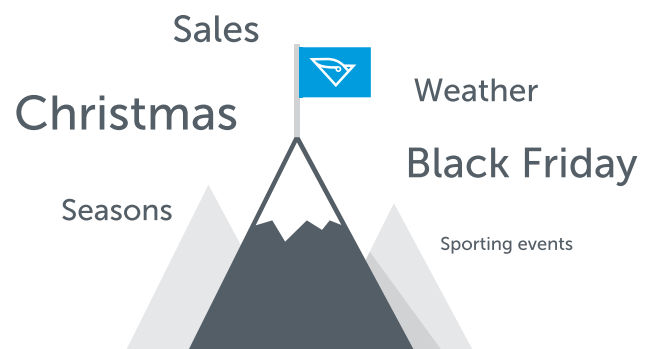 Sales
Weather
Christmas
Black Friday
Seasons
Sporting events